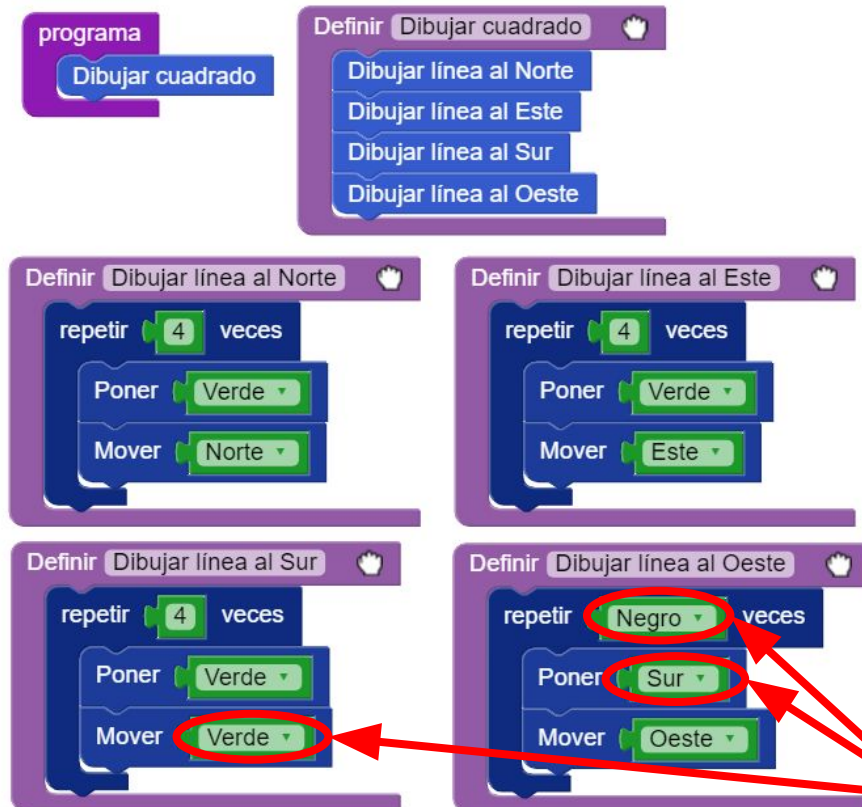 programa
Dibujar cuadrado
Definir Dibujar cuadrado
Dibujar línea al Norte
Dibujar línea al Este
Dibujar línea al Sur
Dibujar línea al Oeste
Definir Dibujar línea al Norte
repetir 4 veces
Poner Verde
Mover Norte
Definir Dibujar línea al Este
repetir 4 veces
Poner Verde
Mover Este
Definir Dibujar línea al Sur
repetir 4 veces
Poner Verde
Mover Verde
Definir Dibujar línea al Oeste
repetir Negro veces
Poner Sur
Mover Oeste